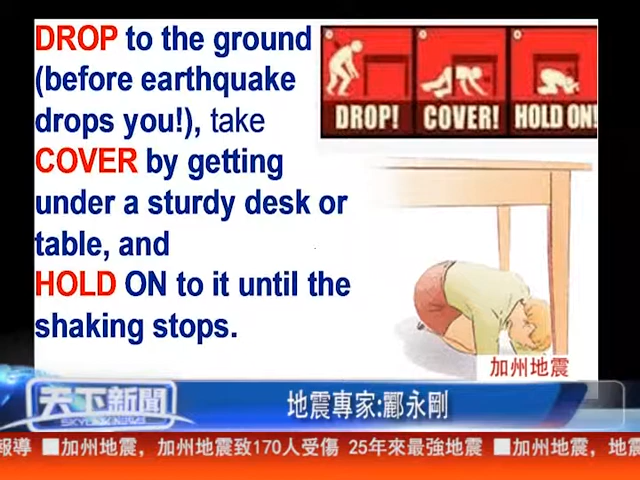 DROP to the ground
(before earthquake
drops you!), take
COVER by getting
under a sturdy desk or
table, and
HOLD ON to it until the
shaking stops.
DROP! COVER! HOLD ON!
加州地震
天下新聞
SKYLINK NEWS
地震專家:酈永剛
報導 ■加州地震，加州地震致170人受傷 25年來最強地震 ■加州地震，地震